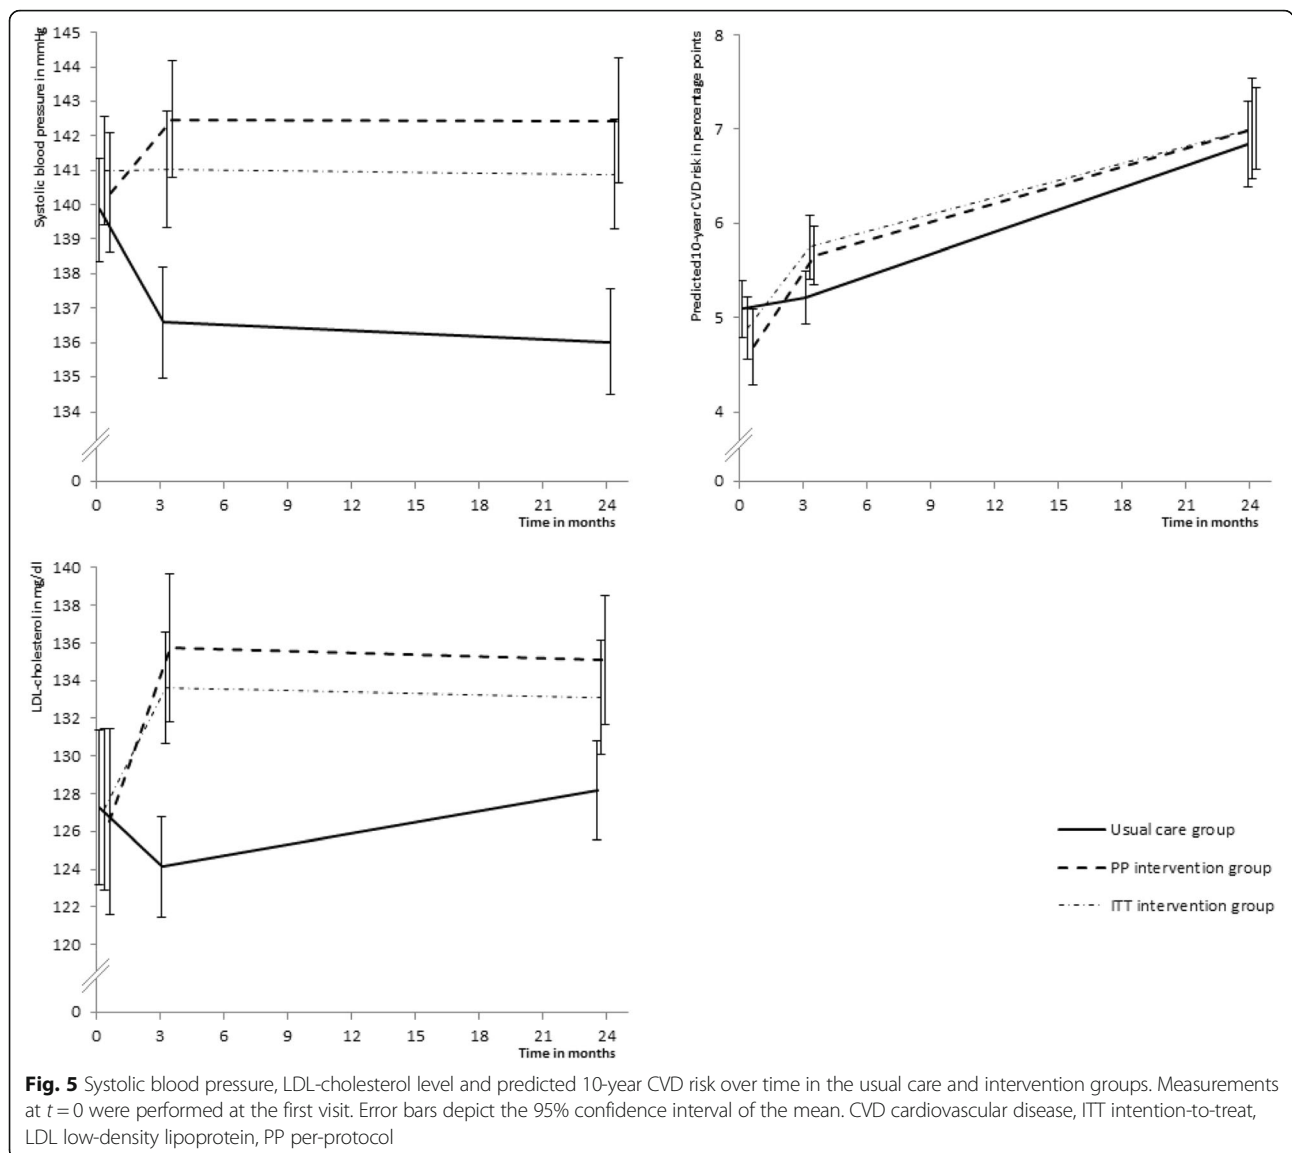 Systolic blood pressure in mmHg
145
144
143
142
141
140
139
138
137
136
135
134
0
0 3 6 9 12 15 18 21 24
Time in months
Predicted 10-year CVD risk in percentage points
8
7
6
5
4
0
0 3 6 9 12 15 18 21 24
Time in months
LDL-cholesterol in mg/dl
140
138
136
134
132
130
128
126
124
122
120
0
0 3 6 9 12 15 18 21 24
Time in months
Usual care group
PP intervention group
ITT intervention group
Fig. 5 Systolic blood pressure, LDL-cholesterol level and predicted 10-year CVD risk over time in the usual care and intervention groups. Measurements
at t = 0 were performed at the first visit. Error bars depict the 95% confidence interval of the mean. CVD cardiovascular disease, ITT intention-to-treat,
LDL low-density lipoprotein, PP per-protocol